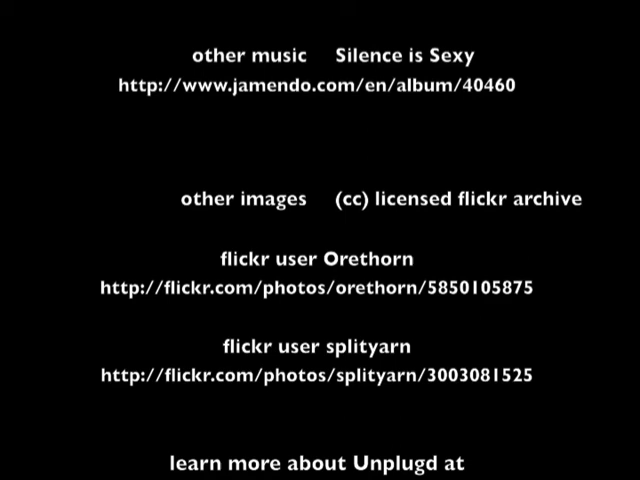 other music Silence is Sexy
http://www.jamendo.com/en/album/40460
other images (cc) licensed flickr archive
flickr user Orethorn
http://flickr.com/photos/orethorn/5850105875
flickr user splityarn
http://flickr.com/photos/splityarn/3003081525
learn more about Unplugd at